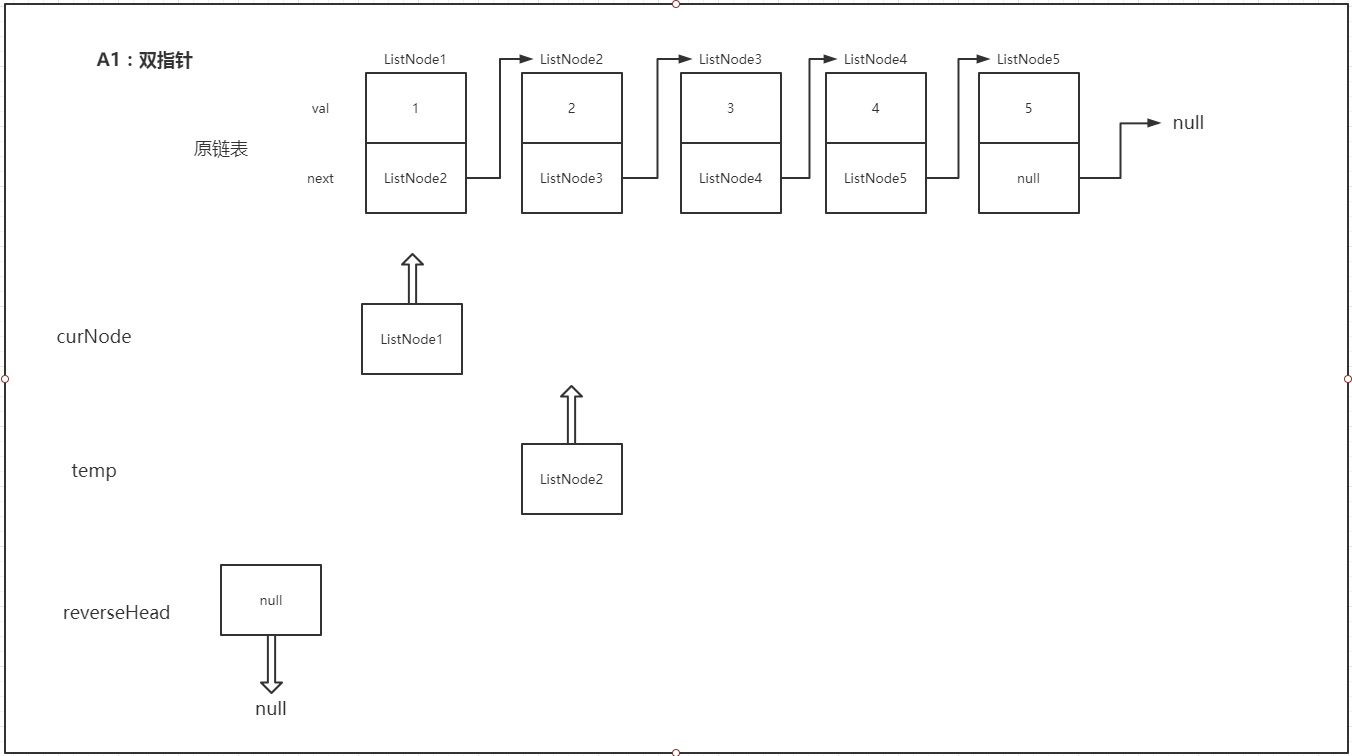 A1：双指针
ListNode1 ListNode2 ListNode3 ListNode4 ListNode5
val 1 2 3 4 5
null
原链表
next ListNode2 ListNode3 ListNode4 ListNode5 null
curNode ListNode1
temp ListNode2
reverseHead null
null